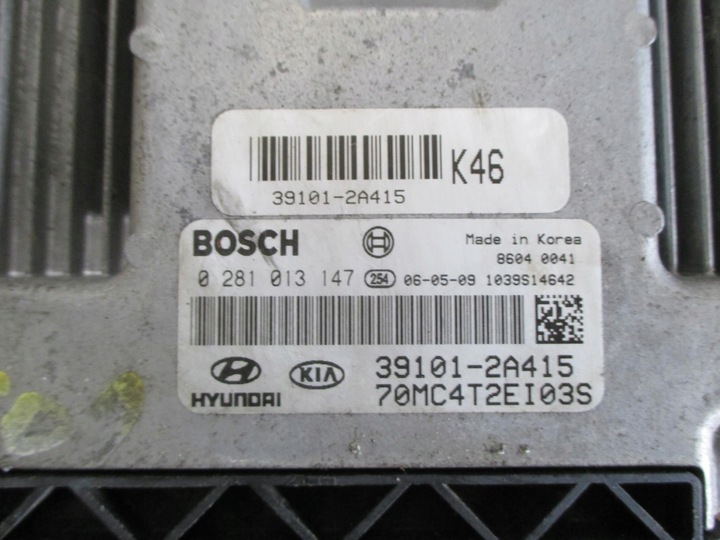 K46
39101-2A415
BOSCH
Made in Korea
8604 0041
0 281 013 147 254 06-05-09 1039S14642
HYUNDAI KIA 39101-2A415
70MC4T2EI03S